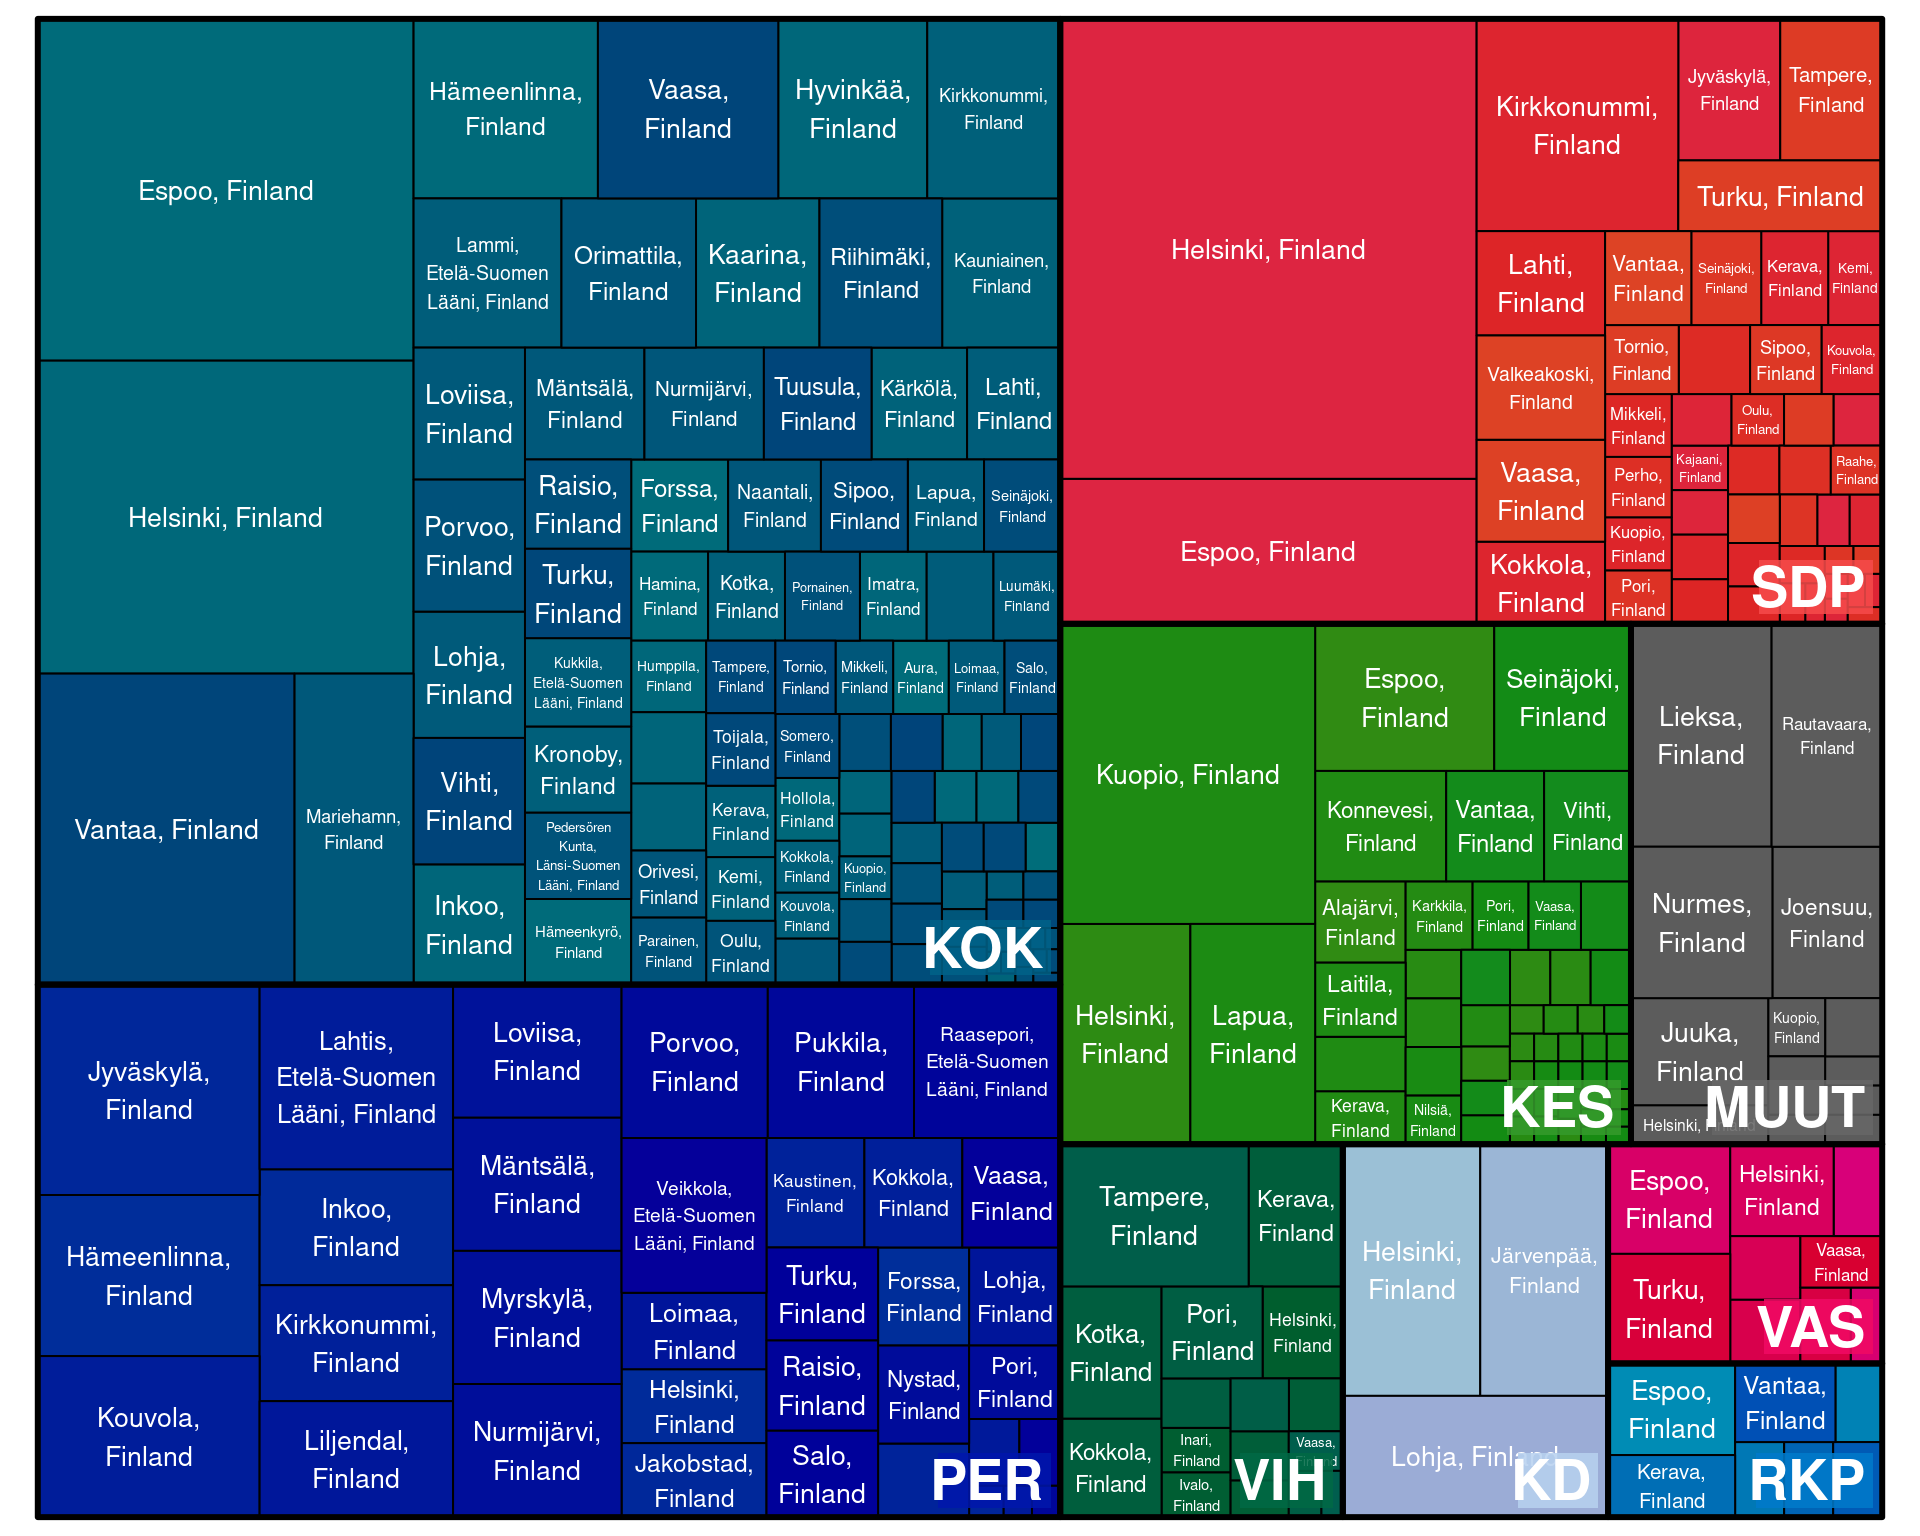 Espoo, Finland
Helsinki, Finland
Vantaa, Finland
Mariehamn,
Finland
Hämeenlinna,
Finland
Vaasa,
Finland
Hyvinkää,
Finland
Kirkkonummi,
Finland
Lammi,
Etelä-Suomen
Lääni, Finland
Orimattila,
Finland
Kaarina,
Finland
Riihimäki,
Finland
Kauniainen,
Finland
Loviisa,
Finland
Porvoo,
Finland
Lohja,
Finland
Vihti,
Finland
Inkoo,
Finland
Mäntsälä,
Finland
Nurmijärvi,
Finland
Tuusula,
Finland
Kärkölä,
Finland
Lahti,
Finland
Raisio,
Finland
Turku,
Finland
Kukkila,
Etelä-Suomen
Lääni, Finland
Kronoby,
Finland
Pedersören
Kunta,
Länsi-Suomen
Lääni, Finland
Hämeenkyrö,
Finland
Forssa,
Finland
Naantali,
Finland
Sipoo,
Finland
Lapua,
Finland
Seinäjoki,
Finland
Hamina,
Finland
Kotka,
Finland
Pornainen,
Finland
Imatra,
Finland
Luumäki,
Finland
Humppila,
Finland
Orivesi,
Finland
Parainen,
Finland
Tampere,
Finland
Toijala,
Finland
Kerava,
Finland
Kemi,
Finland
Oulu,
Finland
Tornio,
Finland
Mikkeli,
Finland
Aura,
Finland
Loimaa,
Finland
Salo,
Finland
Somero,
Finland
Hollola,
Finland
Kokkola,
Finland
Kouvola,
Finland
Kuopio,
Finland
KOK
Helsinki, Finland
Espoo, Finland
Kirkkonummi,
Finland
Jyväskylä,
Finland
Tampere,
Finland
Turku, Finland
Lahti,
Finland
Valkeakoski,
Finland
Vaasa,
Finland
Kokkola,
Finland
Vantaa,
Finland
Seinäjoki,
Finland
Kerava,
Finland
Kemi,
Finland
Tornio,
Finland
Sipoo,
Finland
Kouvola,
Finland
Mikkeli,
Finland
Perho,
Finland
Kuopio,
Finland
Pori,
Finland
Oulu,
Finland
Kajaani,
Finland
Raahe,
Finland
SDP
Kuopio, Finland
Helsinki,
Finland
Lapua,
Finland
Espoo,
Finland
Seinäjoki,
Finland
Konnevesi,
Finland
Vantaa,
Finland
Vihti,
Finland
Alajärvi,
Finland
Laitila,
Finland
Kerava,
Finland
Karkkila,
Finland
Pori,
Finland
Vaasa,
Finland
Nilsiä,
Finland
KES
Lieksa,
Finland
Rautavaara,
Finland
Nurmes,
Finland
Joensuu,
Finland
Juuka,
Finland
Kuopio,
Finland
Helsinki, Finland
MUUT
Jyväskylä,
Finland
Hämeenlinna,
Finland
Kouvola,
Finland
Lahtis,
Etelä-Suomen
Lääni, Finland
Inkoo,
Finland
Kirkkonummi,
Finland
Liljendal,
Finland
Loviisa,
Finland
Mäntsälä,
Finland
Myrskylä,
Finland
Nurmijärvi,
Finland
Porvoo,
Finland
Pukkila,
Finland
Raasepori,
Etelä-Suomen
Lääni, Finland
Veikkola,
Etelä-Suomen
Lääni, Finland
Loimaa,
Finland
Helsinki,
Finland
Jakobstad,
Finland
Kaustinen,
Finland
Kokkola,
Finland
Vaasa,
Finland
Turku,
Finland
Raisio,
Finland
Salo,
Finland
Forssa,
Finland
Lohja,
Finland
Nystad,
Finland
Pori,
Finland
PER
Tampere,
Finland
Kerava,
Finland
Kotka,
Finland
Kokkola,
Finland
Pori,
Finland
Helsinki,
Finland
Inari,
Finland
Ivalo,
Finland
Vaasa,
Finland
VIH
Helsinki,
Finland
Järvenpää,
Finland
Lohja, Finland
KD
Espoo,
Finland
Turku,
Finland
Helsinki,
Finland
Vaasa,
Finland
VAS
Espoo,
Finland
Kerava,
Finland
Vantaa,
Finland
RKP